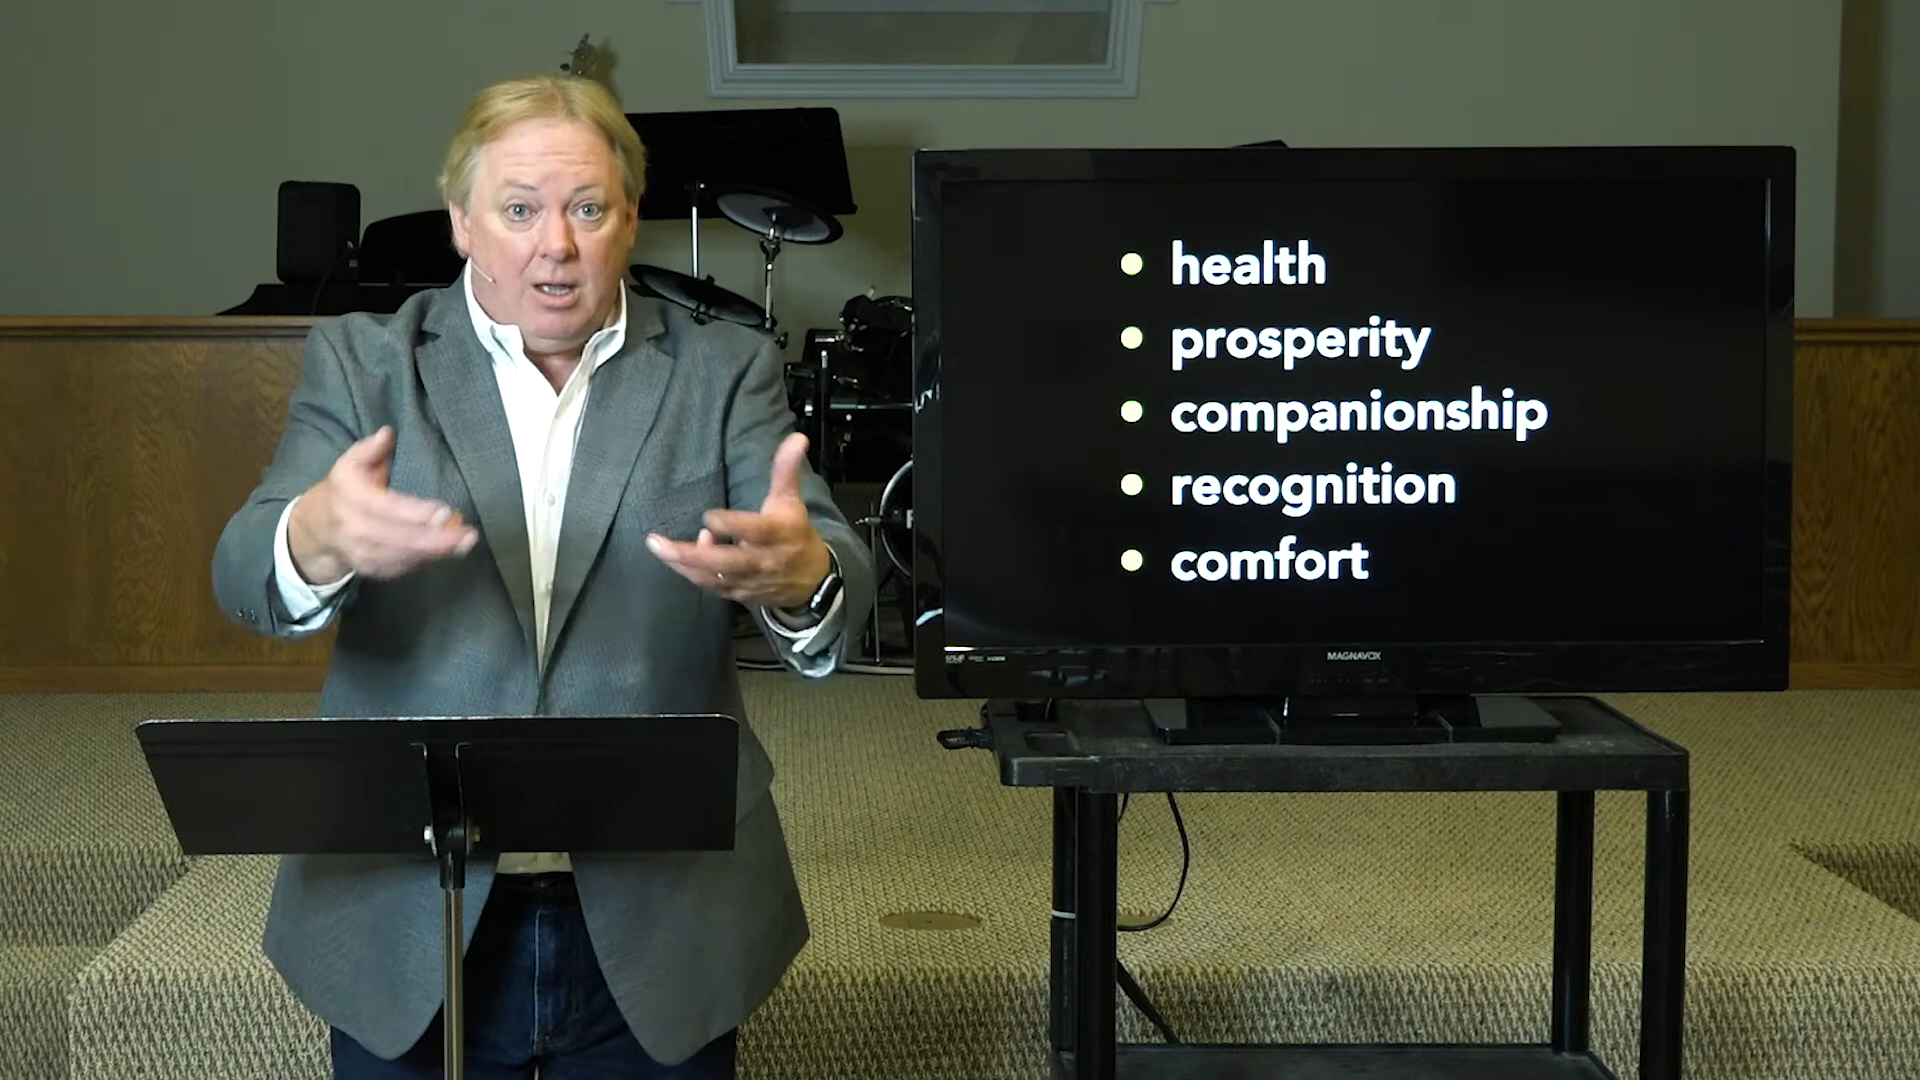 health
prosperity
companionship
recognition
comfort
MAGNAVOX